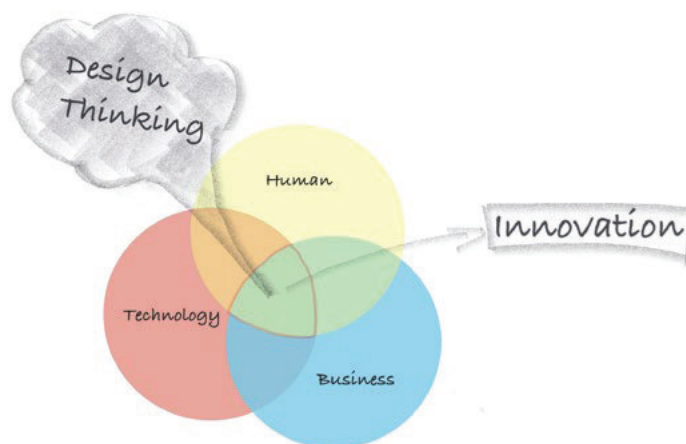 Design
Thinking
Human
Innovation
Technology
Business